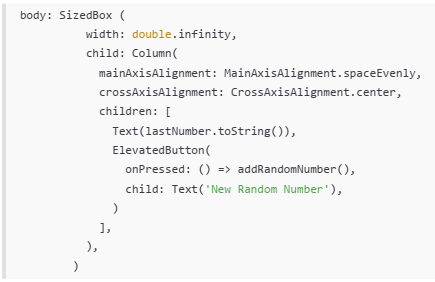 body: SizedBox (
width: double.infinity,
child: Column(
mainAxisAlignment: MainAxisAlignment.spaceEvenly,
crossAxisAlignment: CrossAxisAlignment.center,
children: [
Text(lastNumber.toString()),
ElevatedButton(
onPressed: () => addRandomNumber(),
child: Text('New Random Number'),
)
],
),
)